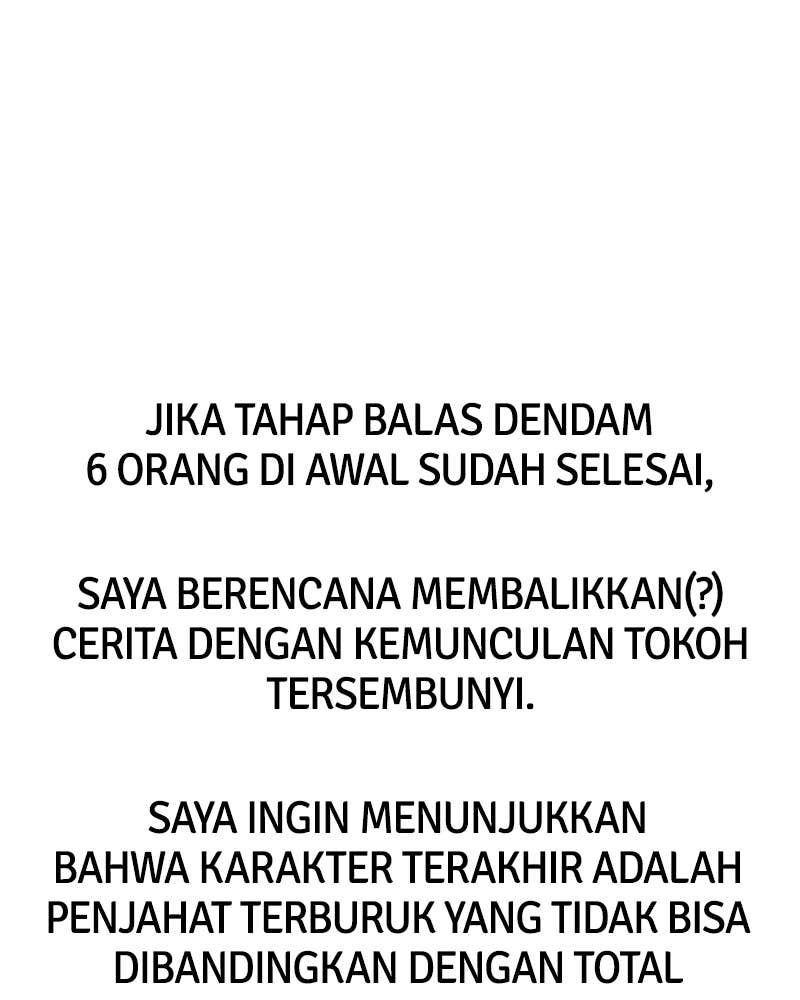 JIKA TAHAP BALAS DENDAM
6 ORANG DI AWAL SUDAH SELESAI,
SAYA BERENCANA MEMBALIKKAN(?)
CERITA DENGAN KEMUNCULAN TOKOH
TERSEMBUNYI.
SAYA INGIN MENUNJUKKAN
BAHWA KARAKTER TERAKHIR ADALAH
PENJAHAT TERBURUK YANG TIDAK BISA
DIBANDINGKAN DENGAN TOTAL